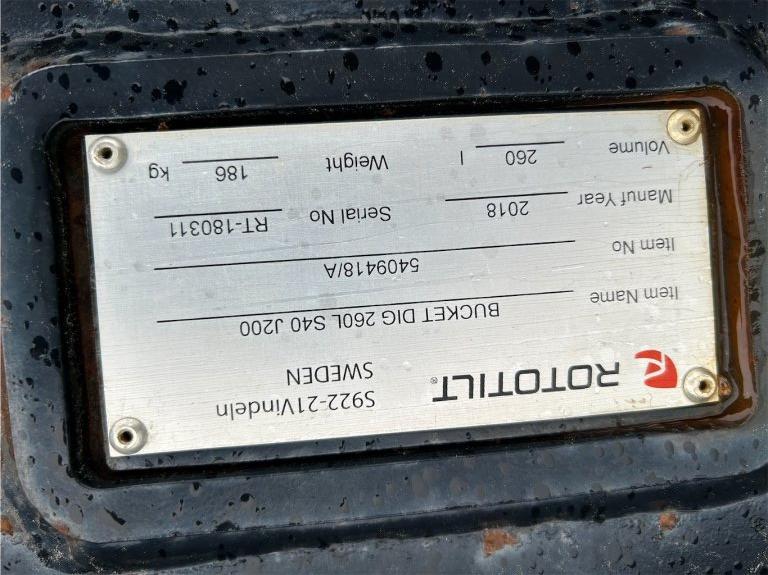 ROTOTILT® S922-21Vindeln
SWEDEN
Item Name BUCKET DIG 260L S40 J200
Item No 5409418/A
Manuf Year 2018 Serial No RT-180311
Volume 260 l Weight 186 kg